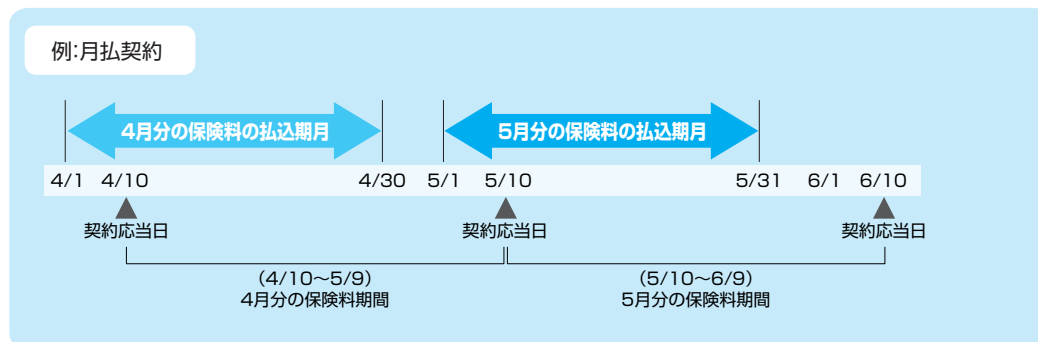 例:月払契約
4月分の保険料の払込期月 5月分の保険料の払込期月
4/1 4/10 4/30 5/1 5/10 5/31 6/1 6/10
契約応当日 契約応当日 契約応当日
(4/10~5/9) (5/10~6/9)
4月分の保険料期間 5月分の保険料期間